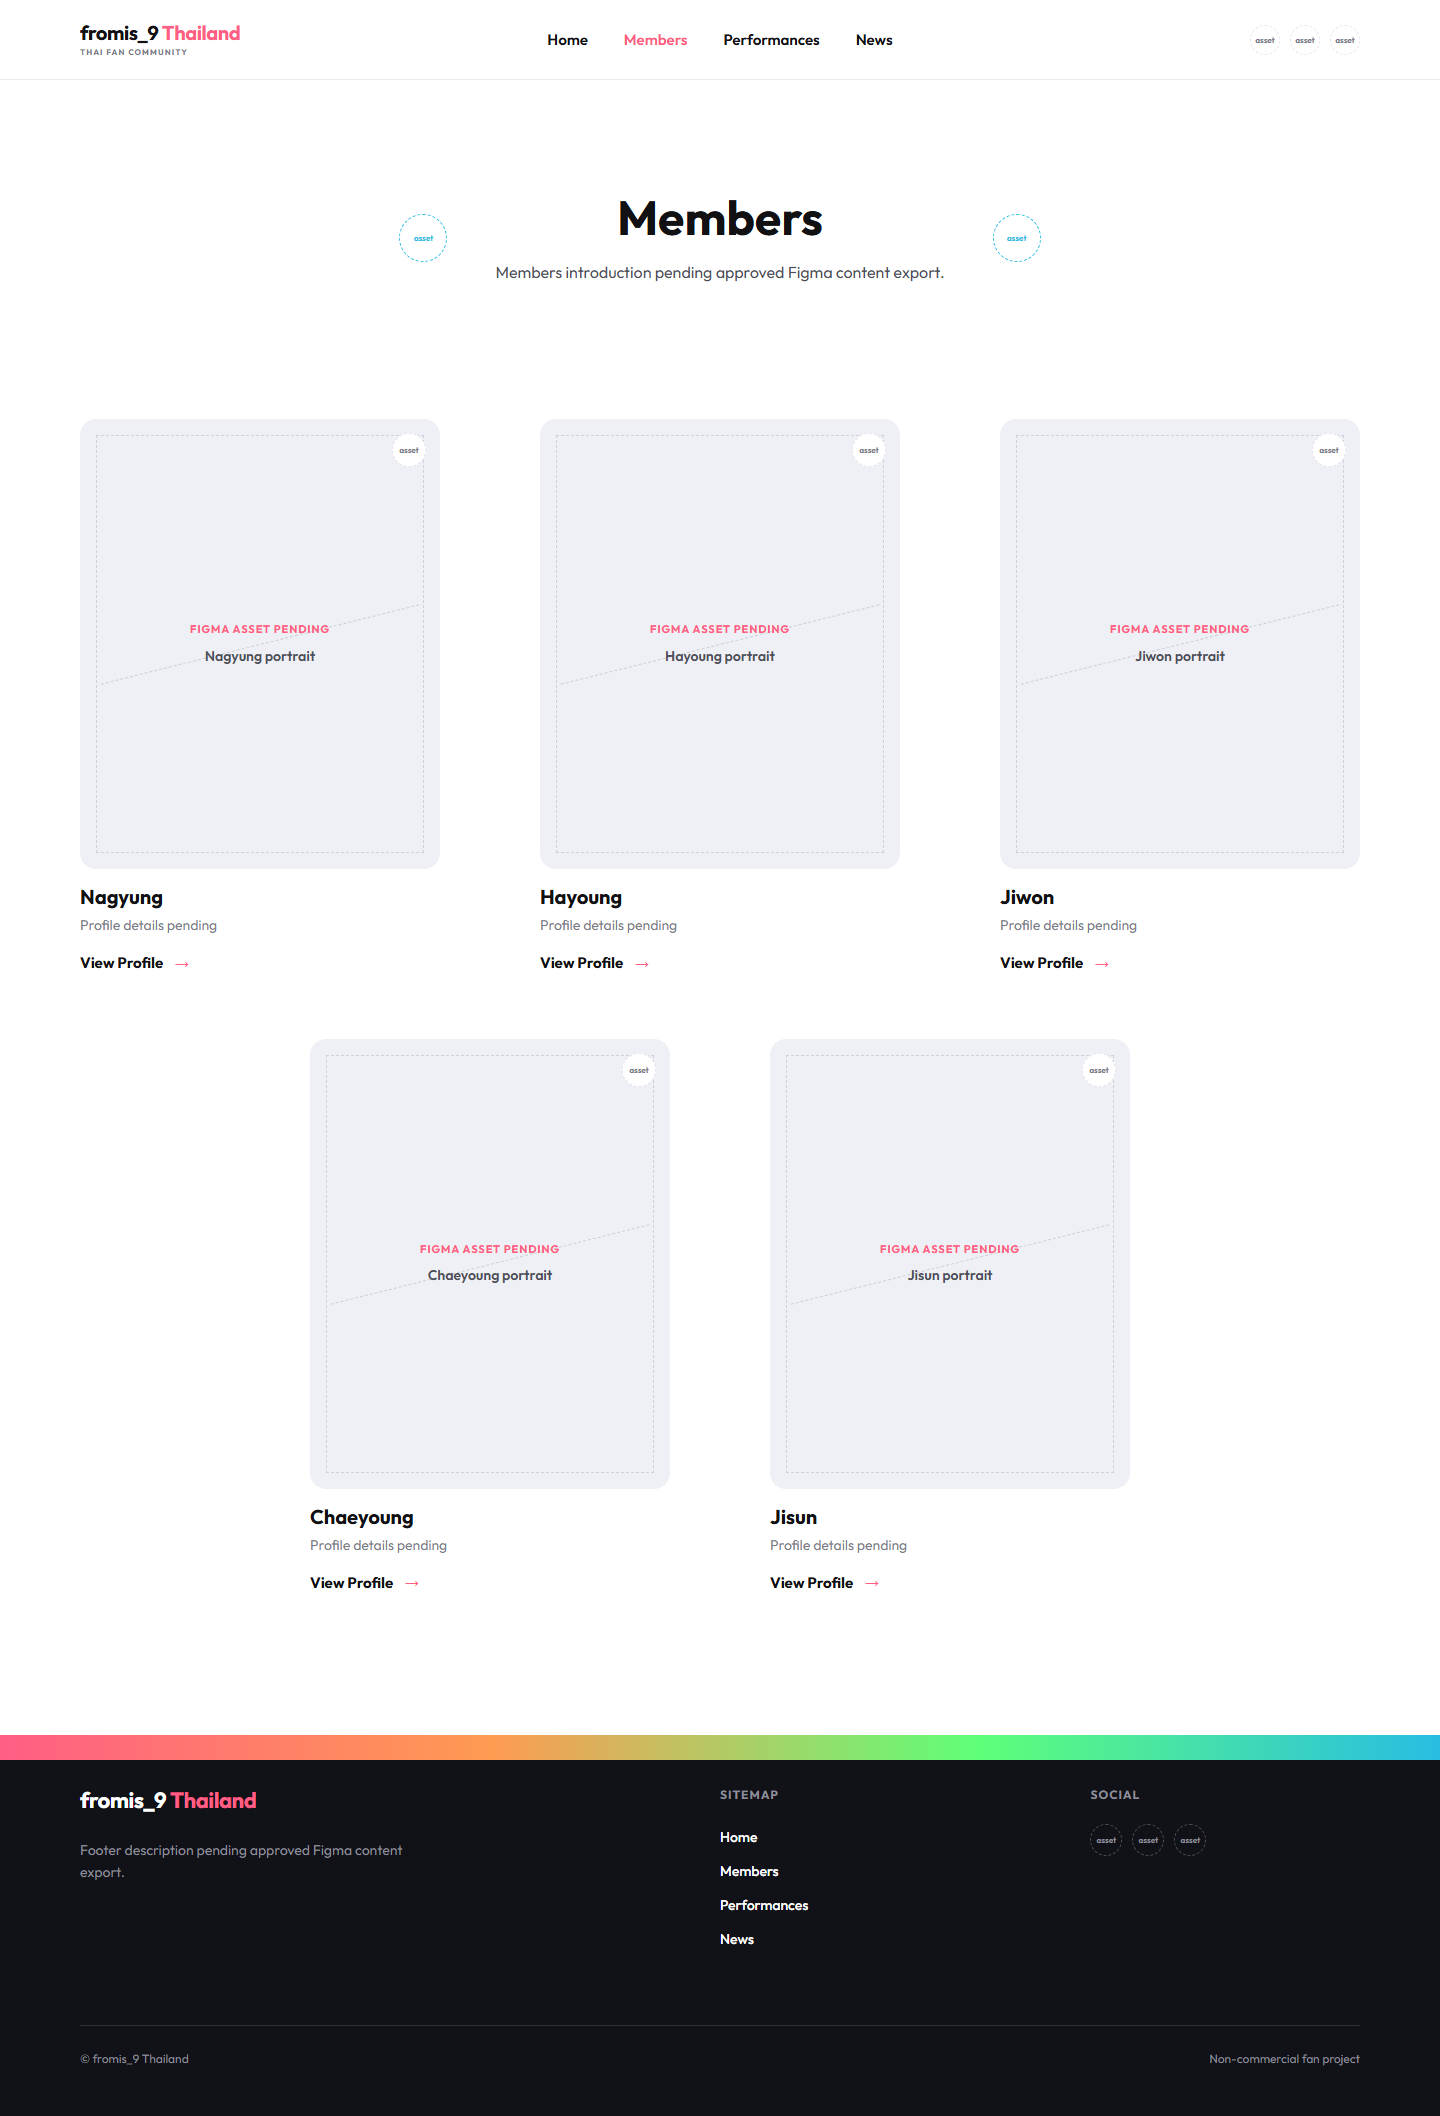 fromis_9 Thailand
THAI FAN COMMUNITY
Home
Members
Performances
News
asset
asset
asset
Members
asset
asset
Members introduction pending approved Figma content export.
asset
asset
asset
FIGMA ASSET PENDING
Nagyung portrait
FIGMA ASSET PENDING
Hayoung portrait
FIGMA ASSET PENDING
Jiwon portrait
Nagyung
Profile details pending
View Profile →
Hayoung
Profile details pending
View Profile →
Jiwon
Profile details pending
View Profile →
asset
asset
FIGMA ASSET PENDING
Chaeyoung portrait
FIGMA ASSET PENDING
Jisun portrait
Chaeyoung
Profile details pending
View Profile →
Jisun
Profile details pending
View Profile →
fromis_9 Thailand
Footer description pending approved Figma content
export.
SITEMAP
Home
Members
Performances
News
SOCIAL
asset
asset
asset
© fromis_9 Thailand
Non-commercial fan project